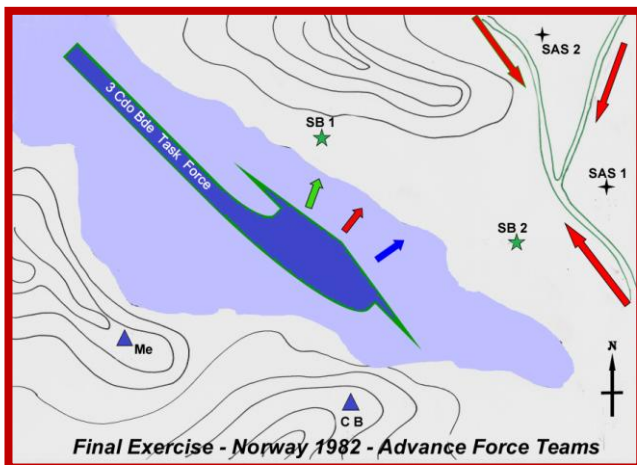 SAS 2
3 Cdo Bde Task Force
SB 1
SAS 1
SB 2
Me
N
C B
Final Exercise - Norway 1982 - Advance Force Teams